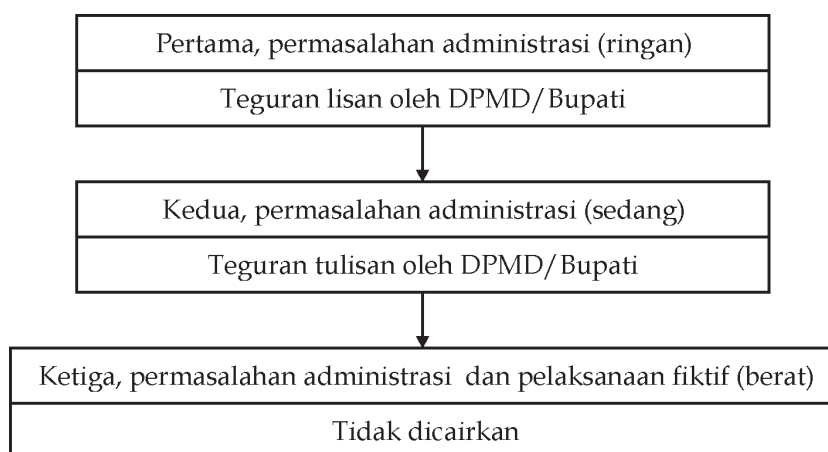 Pertama, permasalahan administrasi (ringan)
Teguran lisan oleh DPMD/Bupati
Kedua, permasalahan administrasi (sedang)
Teguran tulisan oleh DPMD/Bupati
Ketiga, permasalahan administrasi dan pelaksanaan fiktif (berat)
Tidak dicairkan